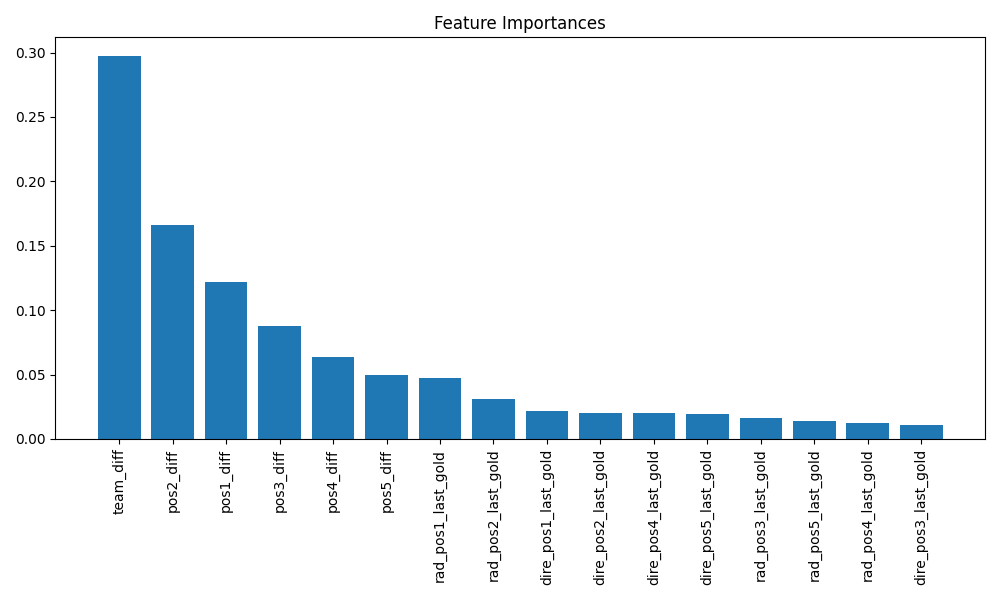 Feature Importances
0.30
0.25
0.20
0.15
0.10
0.05
0.00
team_diff
pos2_diff
pos1_diff
pos3_diff
pos4_diff
pos5_diff
rad_pos1_last_gold
rad_pos2_last_gold
dire_pos1_last_gold
dire_pos2_last_gold
dire_pos4_last_gold
dire_pos5_last_gold
rad_pos3_last_gold
rad_pos5_last_gold
rad_pos4_last_gold
dire_pos3_last_gold